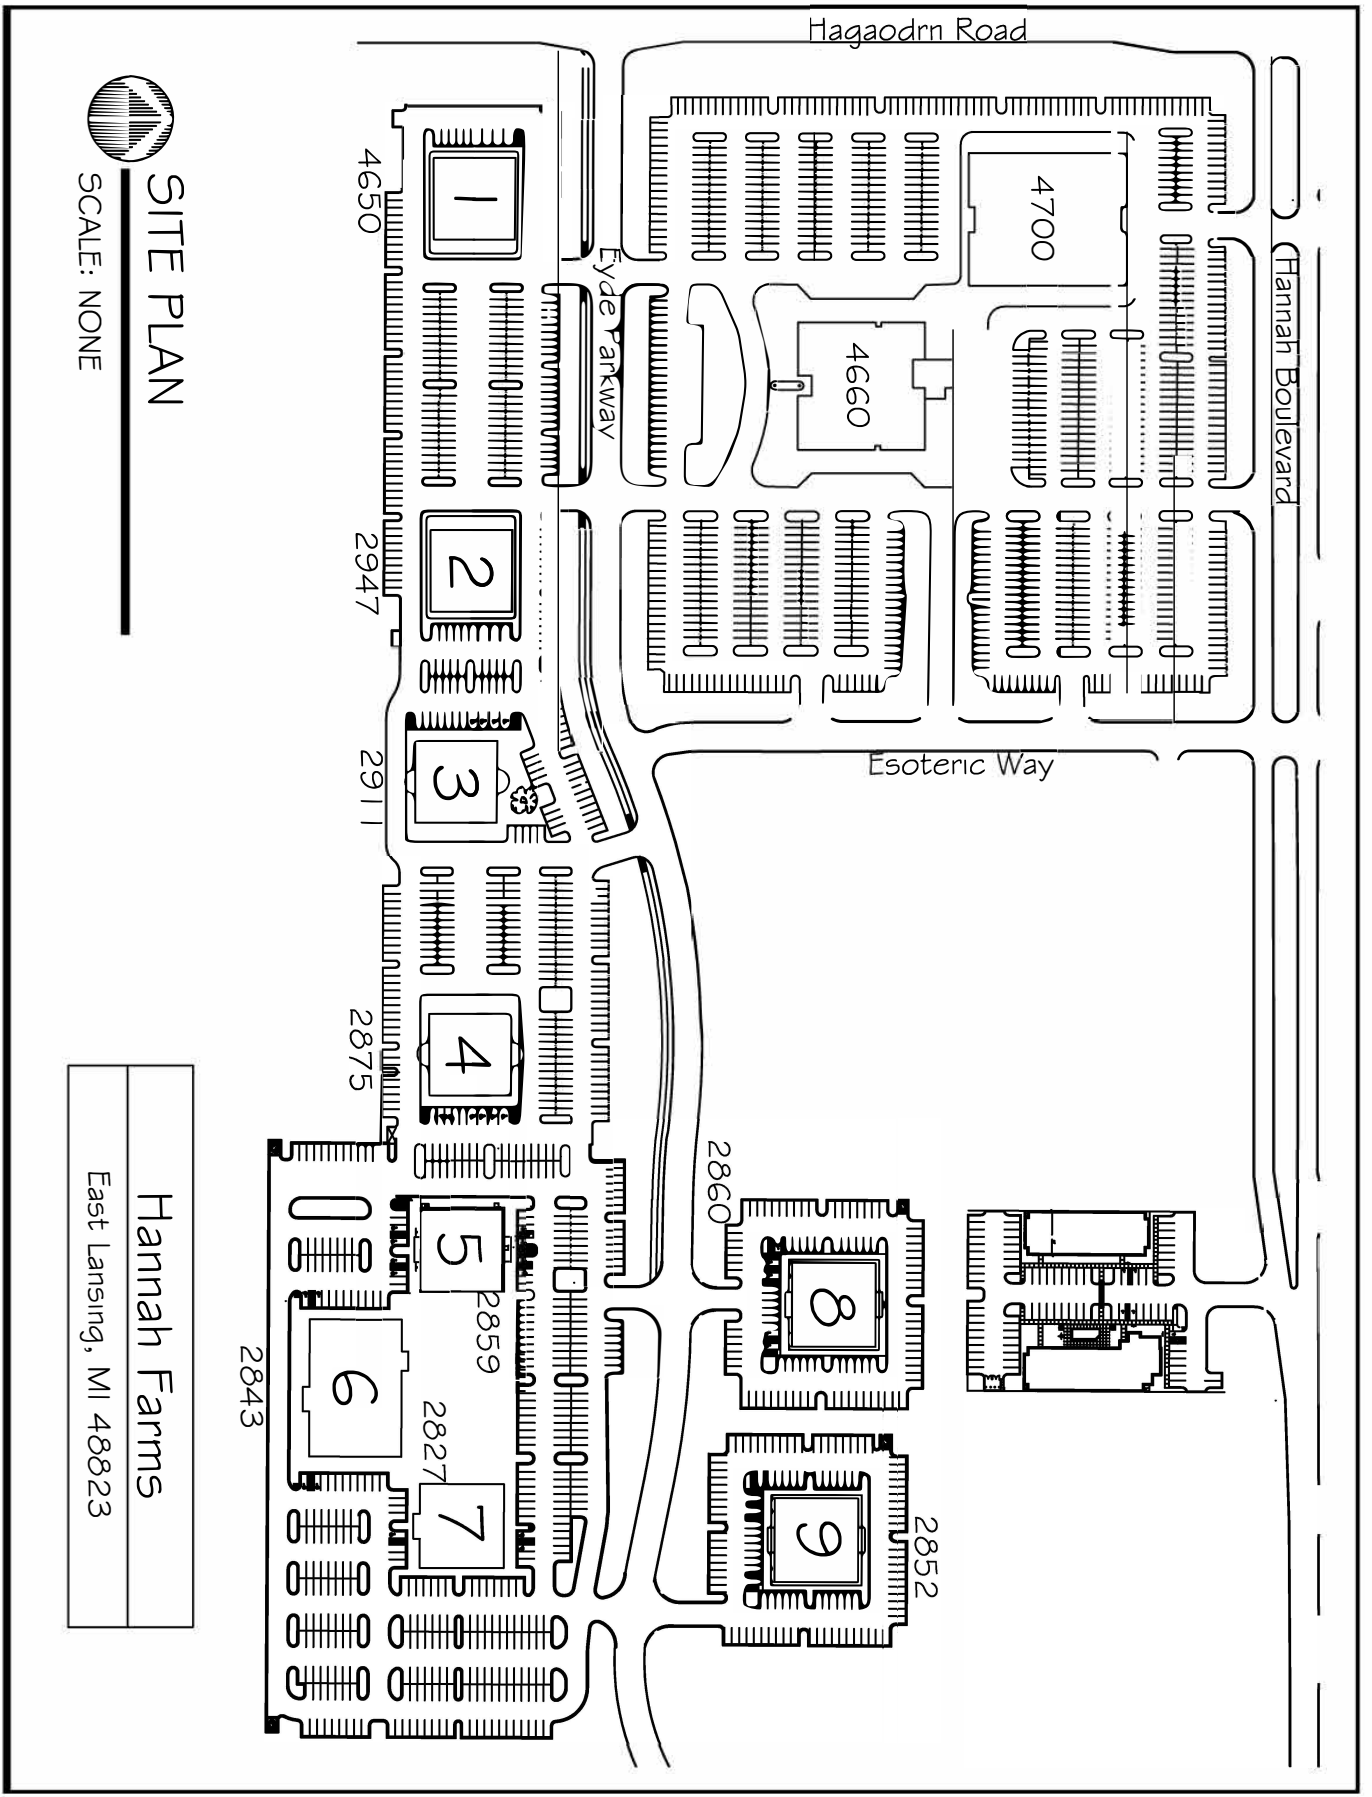 Hagaodrn Road
Hannah Boulevard
Eyde Parkway
Esoteric Way
4700
4660
1
4650
2
2947
3
2911
4
2875
5
2859
6
2843
7
2827
8
2860
9
2852
SITE PLAN
SCALE: NONE
Hannah Farms
East Lansing, MI 48823